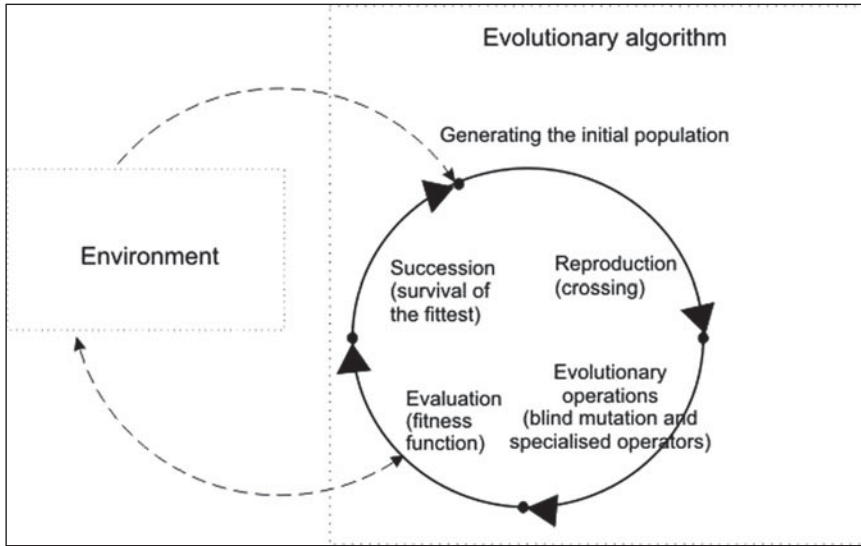 Evolutionary algorithm
Generating the initial population
Environment
Succession
(survival of
the fittest)
Reproduction
(crossing)
Evaluation
(fitness
function)
Evolutionary
operations
(blind mutation and
specialised operators)